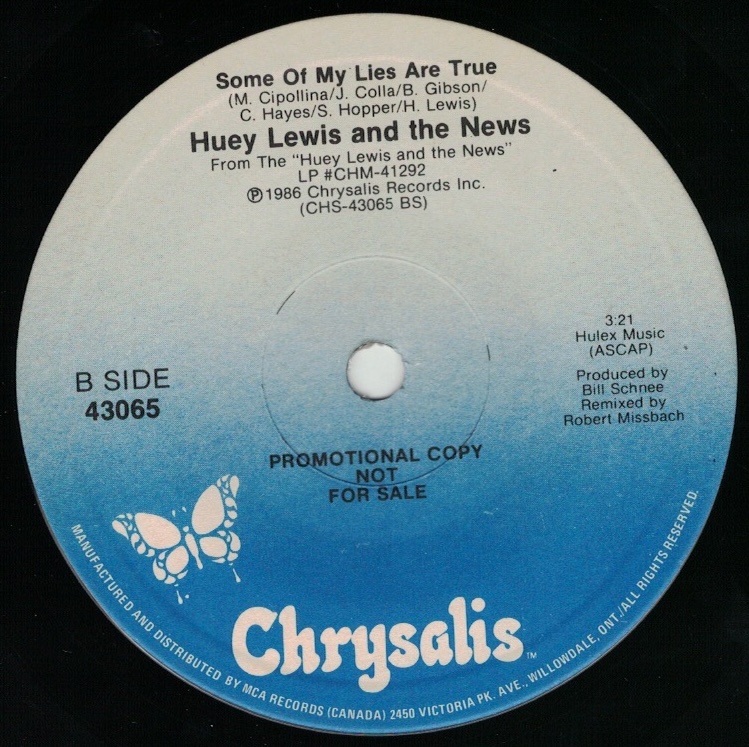 Some Of My Lies Are True
(M. Cipollina/J. Colla/B. Gibson/
C. Hayes/S. Hopper/H. Lewis)
Huey Lewis and the News
From The "Huey Lewis and the News"
LP #CHM-41292
℗1986 Chrysalis Records Inc.
(CHS-43065 BS)
3:21
Hulex Music
(ASCAP)
Produced by
Bill Schnee
Remixed by
Robert Missbach
B SIDE
43065
PROMOTIONAL COPY
NOT
FOR SALE
Chrysalis™
MANUFACTURED AND DISTRIBUTED BY MCA RECORDS (CANADA) 2450 VICTORIA PK. AVE., WILLOWDALE, ONT./ALL RIGHTS RESERVED.